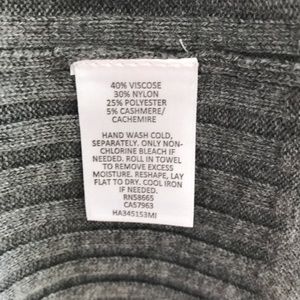 40% VISCOSE
30% NYLON
25% POLYESTER
5% CASHMERE/
CACHEMIRE
HAND WASH COLD,
SEPARATELY. ONLY NON-
CHLORINE BLEACH IF
NEEDED. ROLL IN TOWEL
TO REMOVE EXCESS
MOISTURE. RESHAPE, LAY
FLAT TO DRY. COOL IRON
IF NEEDED.
RN58665
CA57963
HA345153MI